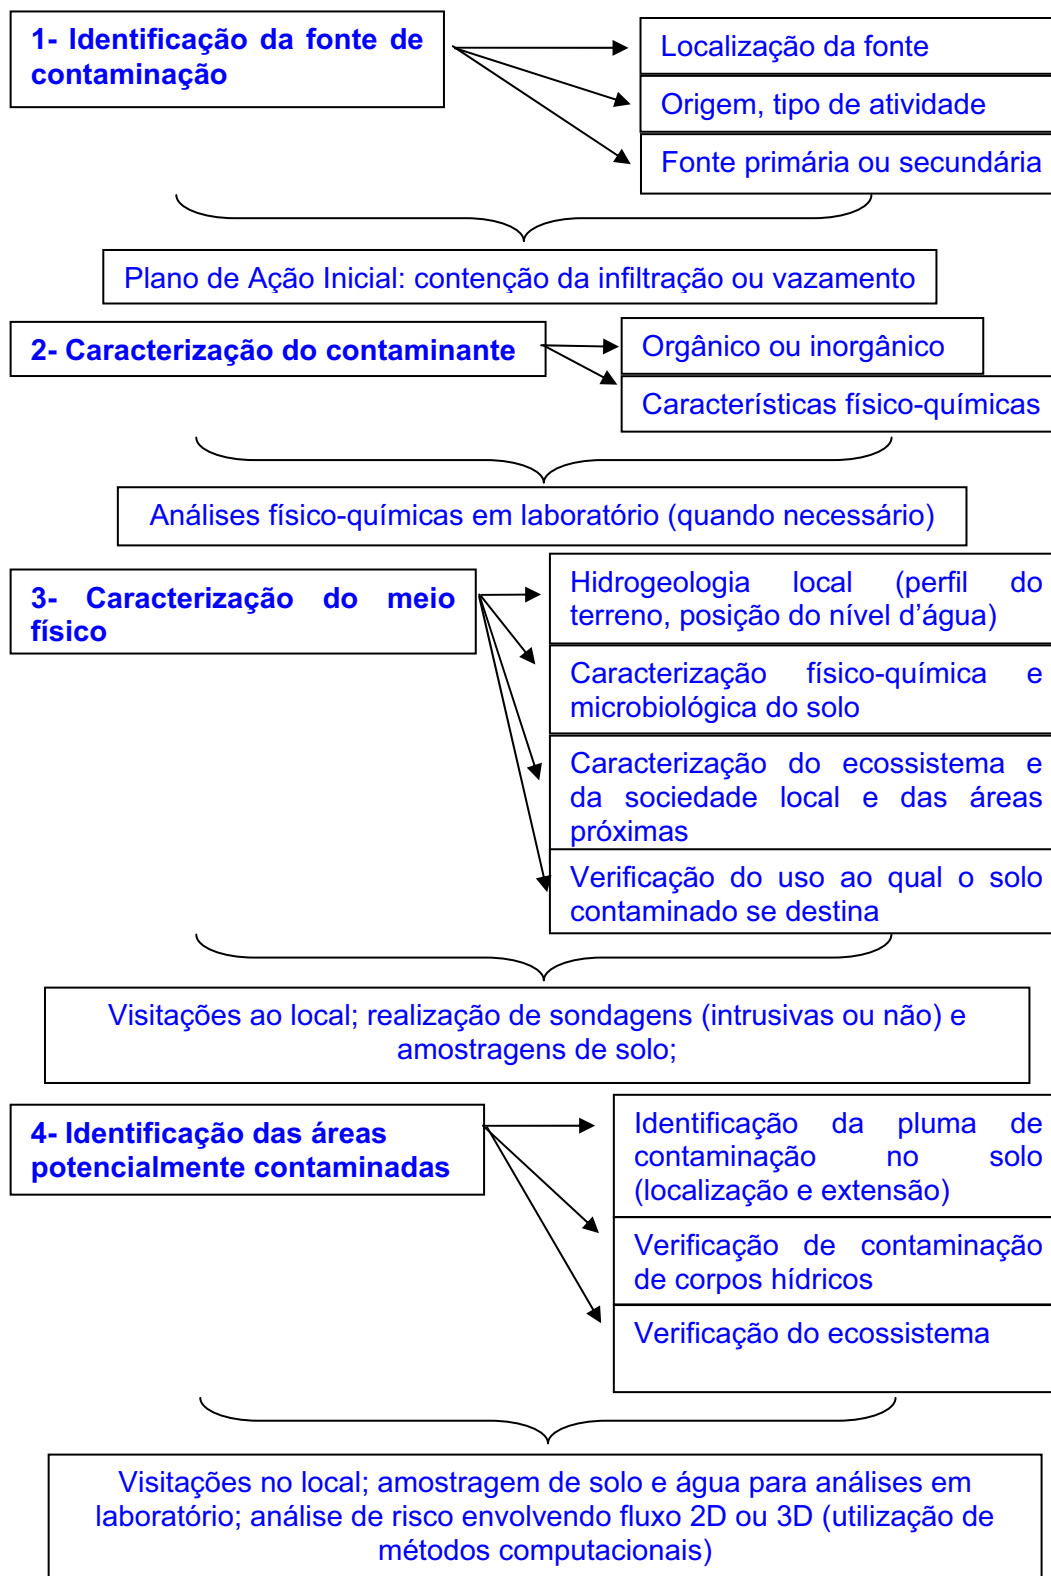 1- Identificação da fonte de
contaminação
Localização da fonte
Origem, tipo de atividade
Fonte primária ou secundária
Plano de Ação Inicial: contenção da infiltração ou vazamento
2- Caracterização do contaminante
Orgânico ou inorgânico
Características físico-químicas
Análises físico-químicas em laboratório (quando necessário)
3- Caracterização do meio
físico
Hidrogeologia local (perfil do
terreno, posição do nível d’água)
Caracterização físico-química e
microbiológica do solo
Caracterização do ecossistema e
da sociedade local e das áreas
próximas
Verificação do uso ao qual o solo
contaminado se destina
Visitações ao local; realização de sondagens (intrusivas ou não) e
amostragens de solo;
4- Identificação das áreas
potencialmente contaminadas
Identificação da pluma de
contaminação no solo
(localização e extensão)
Verificação de contaminação
de corpos hídricos
Verificação do ecossistema
Visitações no local; amostragem de solo e água para análises em
laboratório; análise de risco envolvendo fluxo 2D ou 3D (utilização de
métodos computacionais)